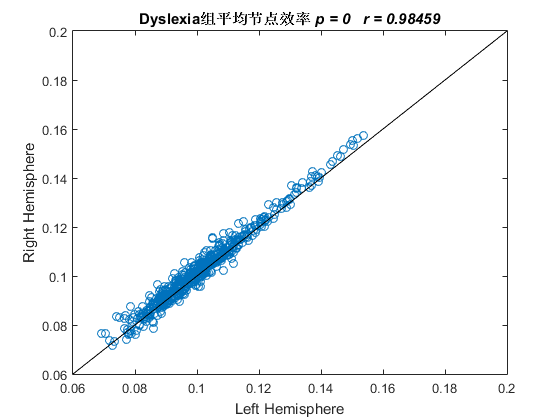 Dyslexia组平均节点效率 p = 0 r = 0.98459
0.2
0.18
0.16
0.14
0.12
0.1
0.08
0.06
Right Hemisphere
0.06 0.08 0.1 0.12 0.14 0.16 0.18 0.2
Left Hemisphere